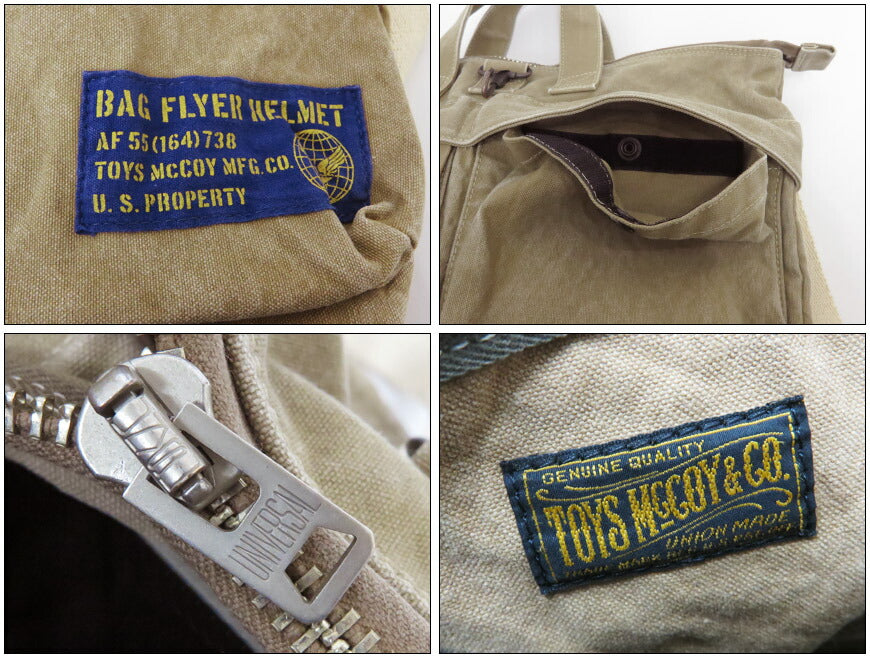 BAG FLYER HELMET
AF 55(164)738
TOYS McCOY MFG. CO.
U. S. PROPERTY
UNIVERSAL
GENUINE QUALITY
TOYS McCOY & CO.
UNION MADE